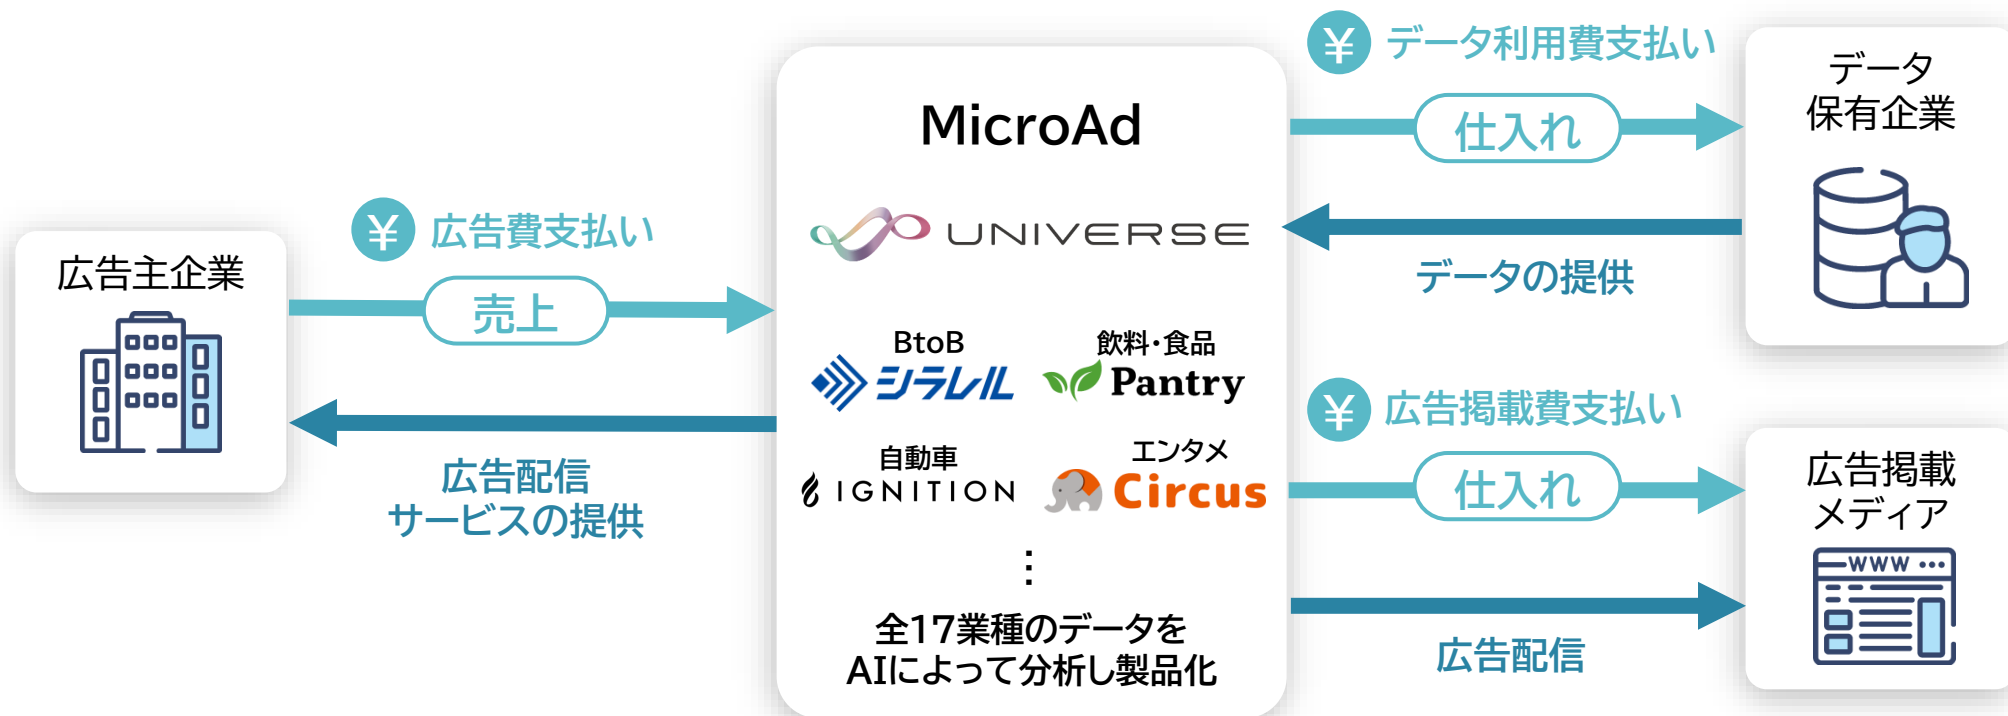 広告主企業
¥ 広告費支払い
売上
広告配信
サービスの提供
MicroAd
UNIVERSE
BtoB
シラレル
飲料・食品
Pantry
自動車
IGNITION
エンタメ
Circus
⋮
全17業種のデータを
AIによって分析し製品化
¥ データ利用費支払い
仕入れ
データの提供
データ
保有企業
¥ 広告掲載費支払い
仕入れ
広告配信
広告掲載
メディア
WWW